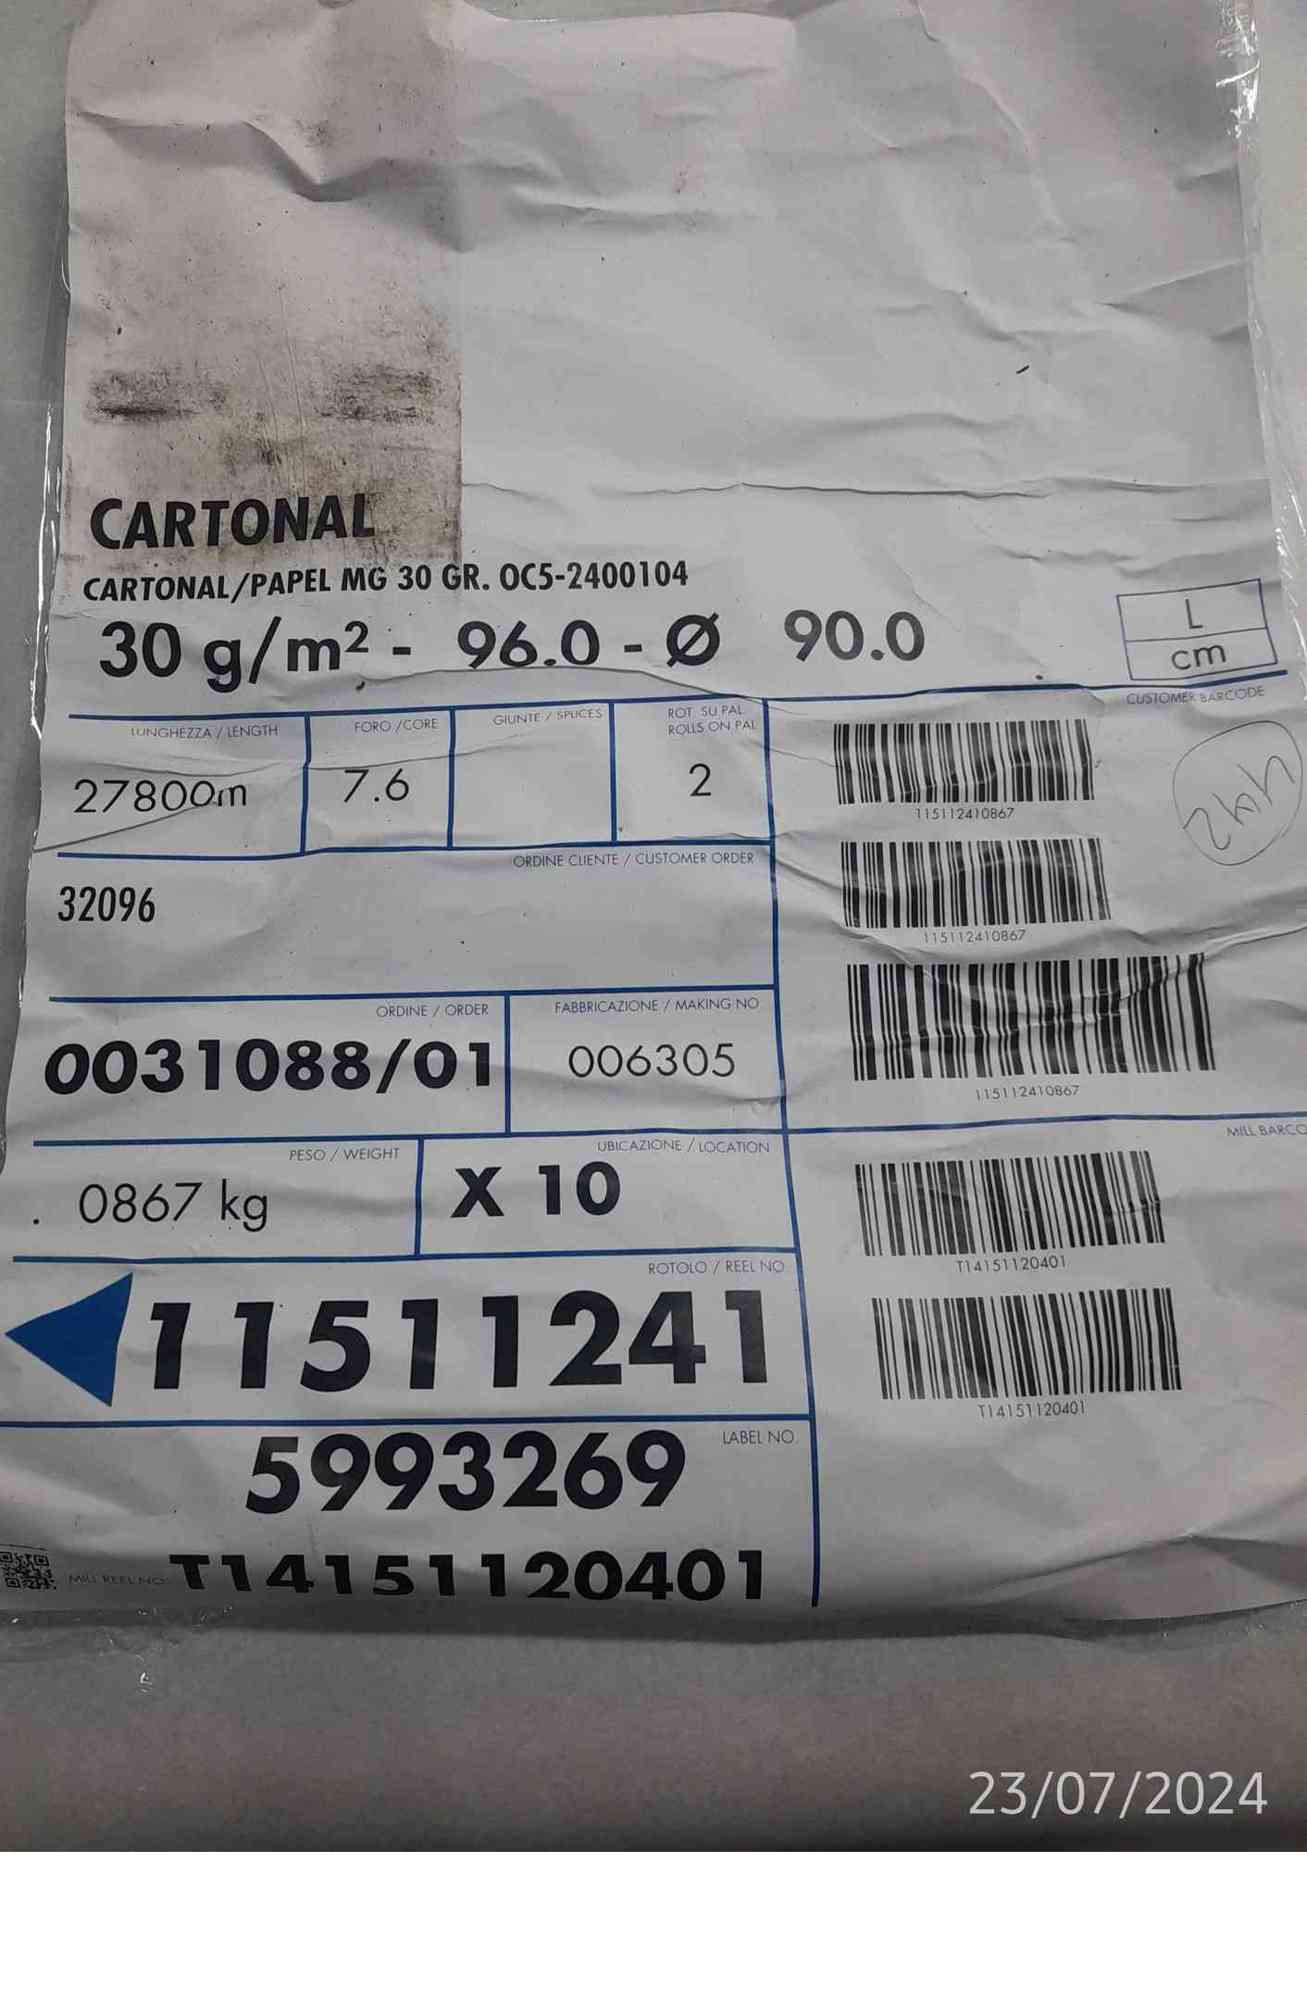 CARTONAL
CARTONAL/PAPEL MG 30 GR. OC5-2400104
30 g/m² - 96.0 - Ø 90.0
L
cm
LUNGHEZZA / LENGTH
27800m
FORO /CORE
7.6
GIUNTE / SPLICES
ROT. SU PAL
ROLLS ON PAL
2
CUSTOMER BARCODE
115112410867
442
ORDINE CLIENTE / CUSTOMER ORDER
32096
115112410867
ORDINE / ORDER
0031088/01
FABBRICAZIONE / MAKING NO
006305
115112410867
PESO / WEIGHT
. 0867 kg
UBICAZIONE / LOCATION
X 10
MILL BARCO
T14151120401
ROTOLO / REEL NO
11511241
T14151120401
LABEL NO.
5993269
MILL REEL NO: T14151120401
23/07/2024